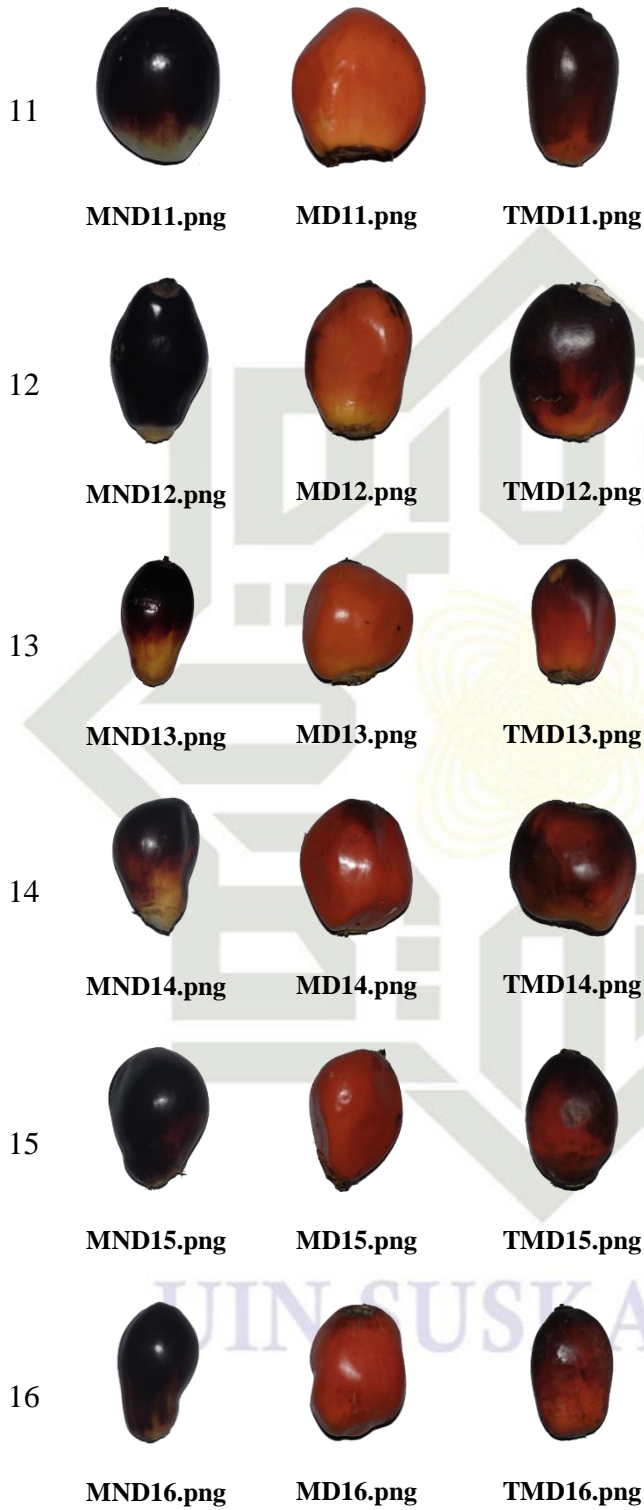 11
MND11.png MD11.png TMD11.png
12
MND12.png MD12.png TMD12.png
13
MND13.png MD13.png TMD13.png
14
MND14.png MD14.png TMD14.png
15
MND15.png MD15.png TMD15.png
UIN SUSKA
16
MND16.png MD16.png TMD16.png